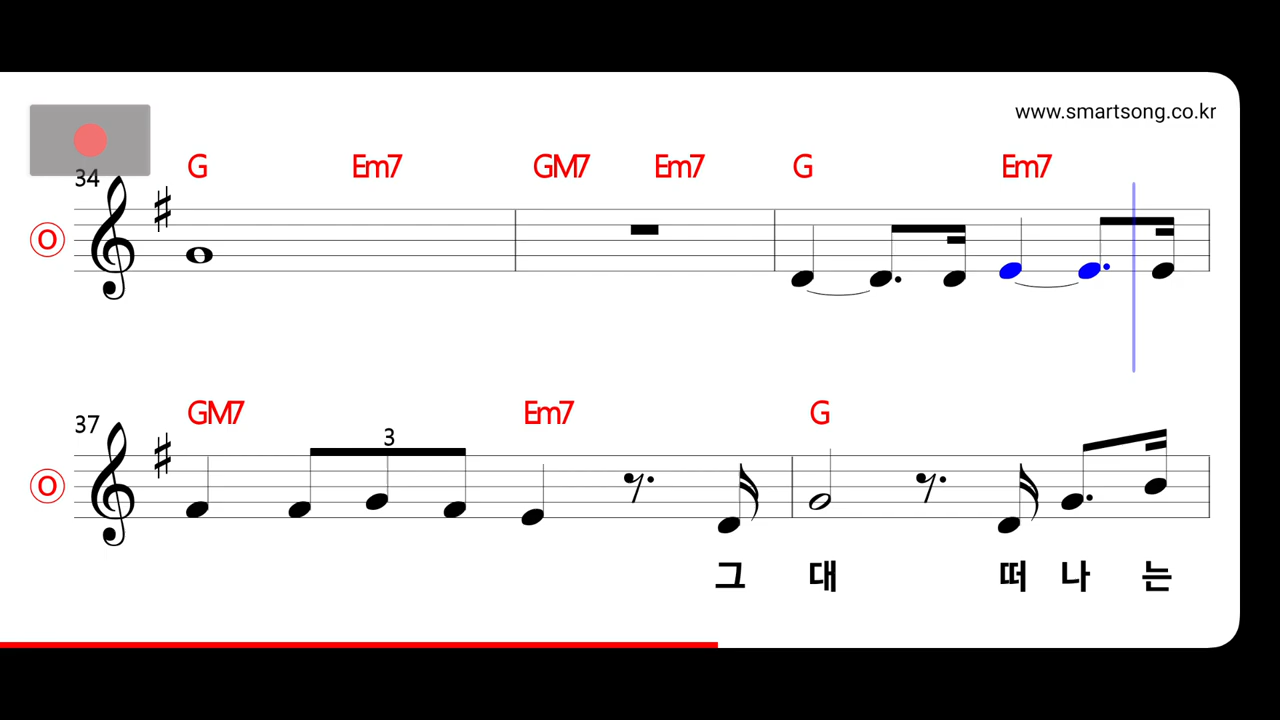 www.smartsong.co.kr
G Em7 GM7 Em7 G Em7
34
O
GM7 Em7 G
37
3
O
그 대 떠 나 는